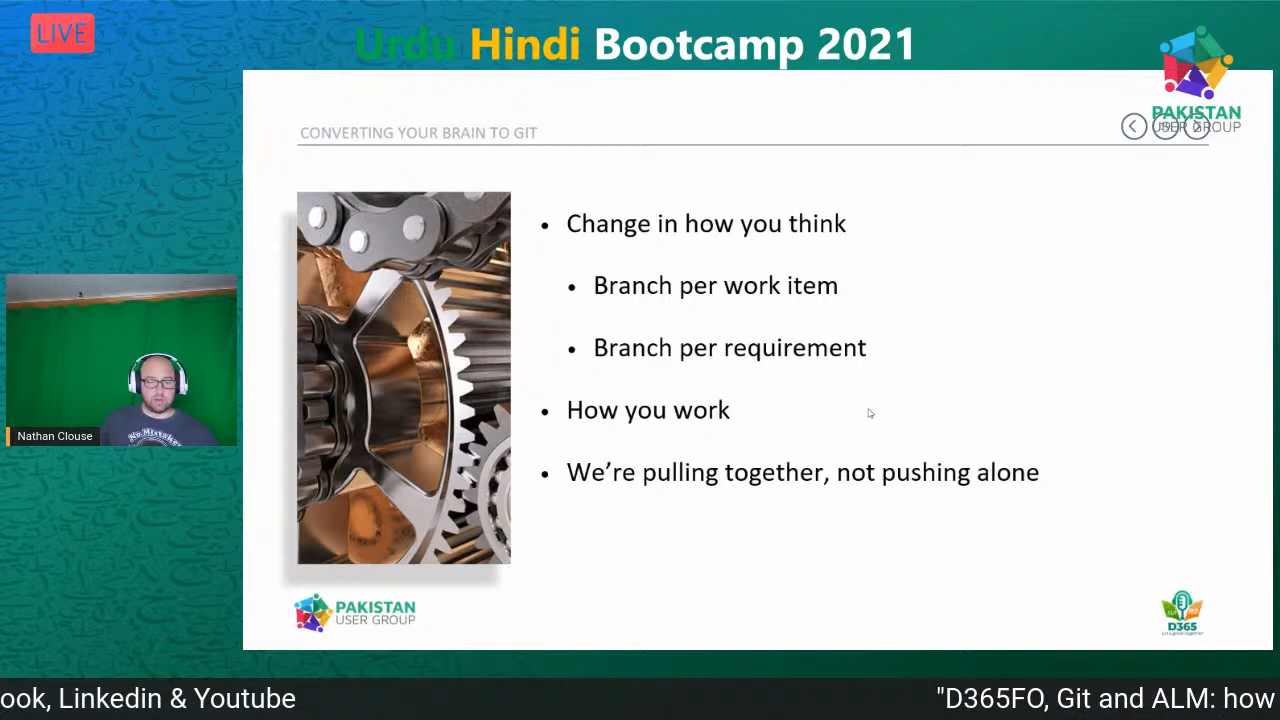 LIVE
Urdu Hindi Bootcamp 2021
PAKISTAN
USER GROUP
CONVERTING YOUR BRAIN TO GIT
• Change in how you think
• Branch per work item
• Branch per requirement
• How you work
• We’re pulling together, not pushing alone
No Mistakes
Nathan Clouse
PAKISTAN
USER GROUP
D365
ook, Linkedin & Youtube
"D365FO, Git and ALM: how